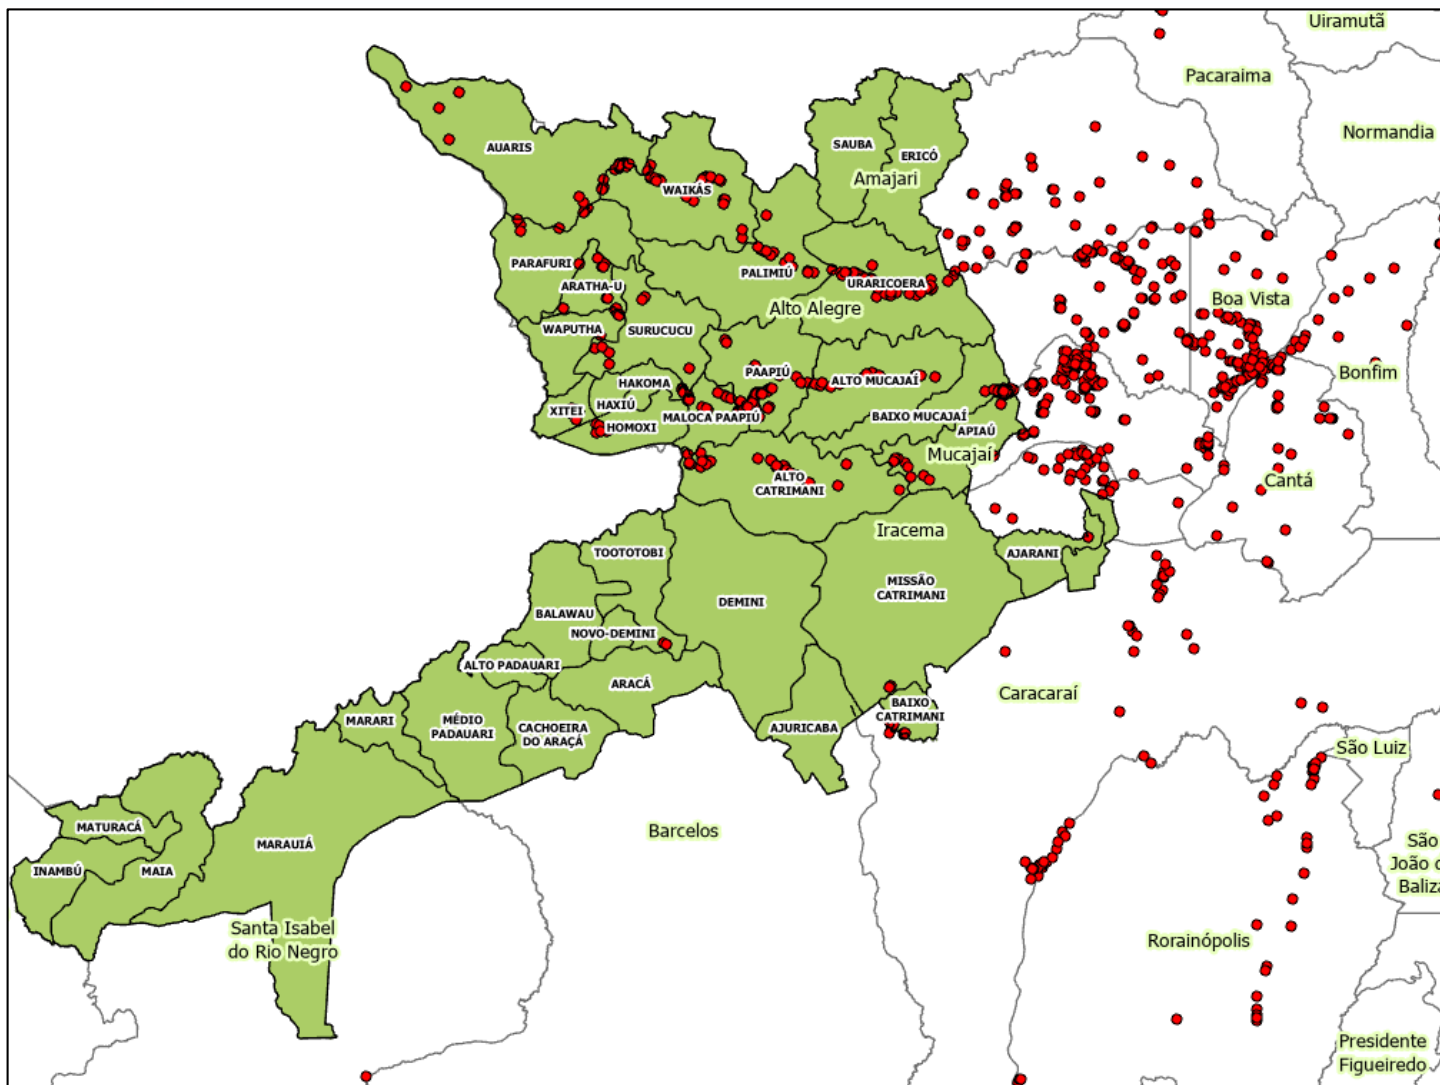 Uiramutã
Pacaraima
Normandia
AUARIS
SAUBA
ERICÓ
Amajari
WAIKÁS
PARAFURI
PALIMIÚ
ARATHA-U
URARICOERA
Alto Alegre
Boa Vista
WAPUTHA
SURUCUCU
PAAPIÚ
ALTO MUCAJAÍ
Bonfim
HAKOMA
HAXIÚ
XITEI
HOMOXI
MALOCA PAAPIÚ
BAIXO MUCAJAÍ
APIAÚ
Mucajaí
ALTO
CATRIMANI
Cantá
Iracema
TOOTOTOBI
AJARANI
MISSÃO
CATRIMANI
DEMINI
BALAWAU
NOVO-DEMINI
ALTO PADAUARI
ARACÁ
Caracaraí
BAIXO
CATRIMANI
MARARI
MÉDIO
PADAUARI
CACHOEIRA
DO ARAÇÁ
AJURICABA
São Luiz
MATURACÁ
Barcelos
MARAUIÁ
INAMBÚ
MAIA
São
João d
Baliza
Santa Isabel
do Rio Negro
Rorainópolis
Presidente
Figueiredo